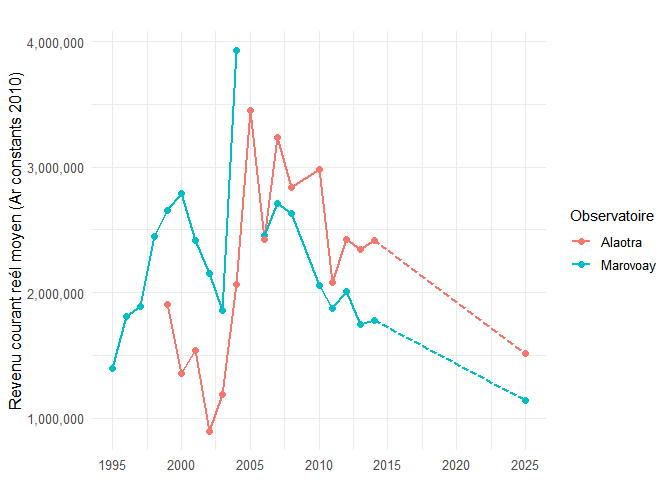 Revenu courant reél moyen (Ar constants 2010)
4,000,000
3,000,000
2,000,000
1,000,000
1995 2000 2005 2010 2015 2020 2025
Observatoire
Alaotra
Marovoay